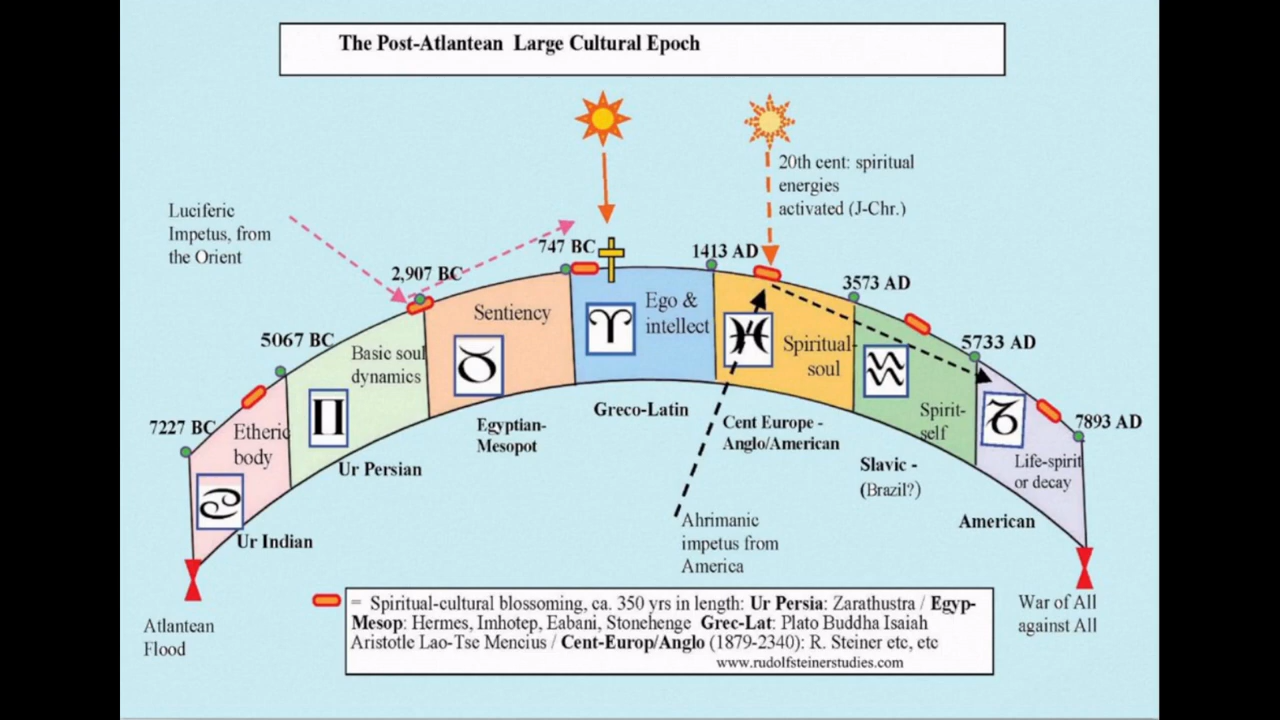 The Post-Atlantean Large Cultural Epoch
20th cent: spiritual
energies
activated (J-Chr.)
Luciferic
Impetus, from
the Orient
7227 BC
5067 BC
2,907 BC
747 BC
1413 AD
3573 AD
5733 AD
7893 AD
Etheric
body
Basic soul
dynamics
Sentiency
Ego &
intellect
Spiritual-
soul
Spirit-
self
Life-spirit
or decay
♋
♊
♉
♈
♓
♒
♑
Ur Indian
Ur Persian
Egyptian-
Mesopot
Greco-Latin
Cent Europe -
Anglo/American
Slavic -
(Brazil?)
American
Ahrimanic
impetus from
America
Atlantean
Flood
War of All
against All
= Spiritual-cultural blossoming, ca. 350 yrs in length: Ur Persia: Zarathustra / Egyp-
Mesop: Hermes, Imhotep, Eabani, Stonehenge Grec-Lat: Plato Buddha Isaiah
Aristotle Lao-Tse Mencius / Cent-Europ/Anglo (1879-2340): R. Steiner etc, etc
www.rudolfsteinerstudies.com